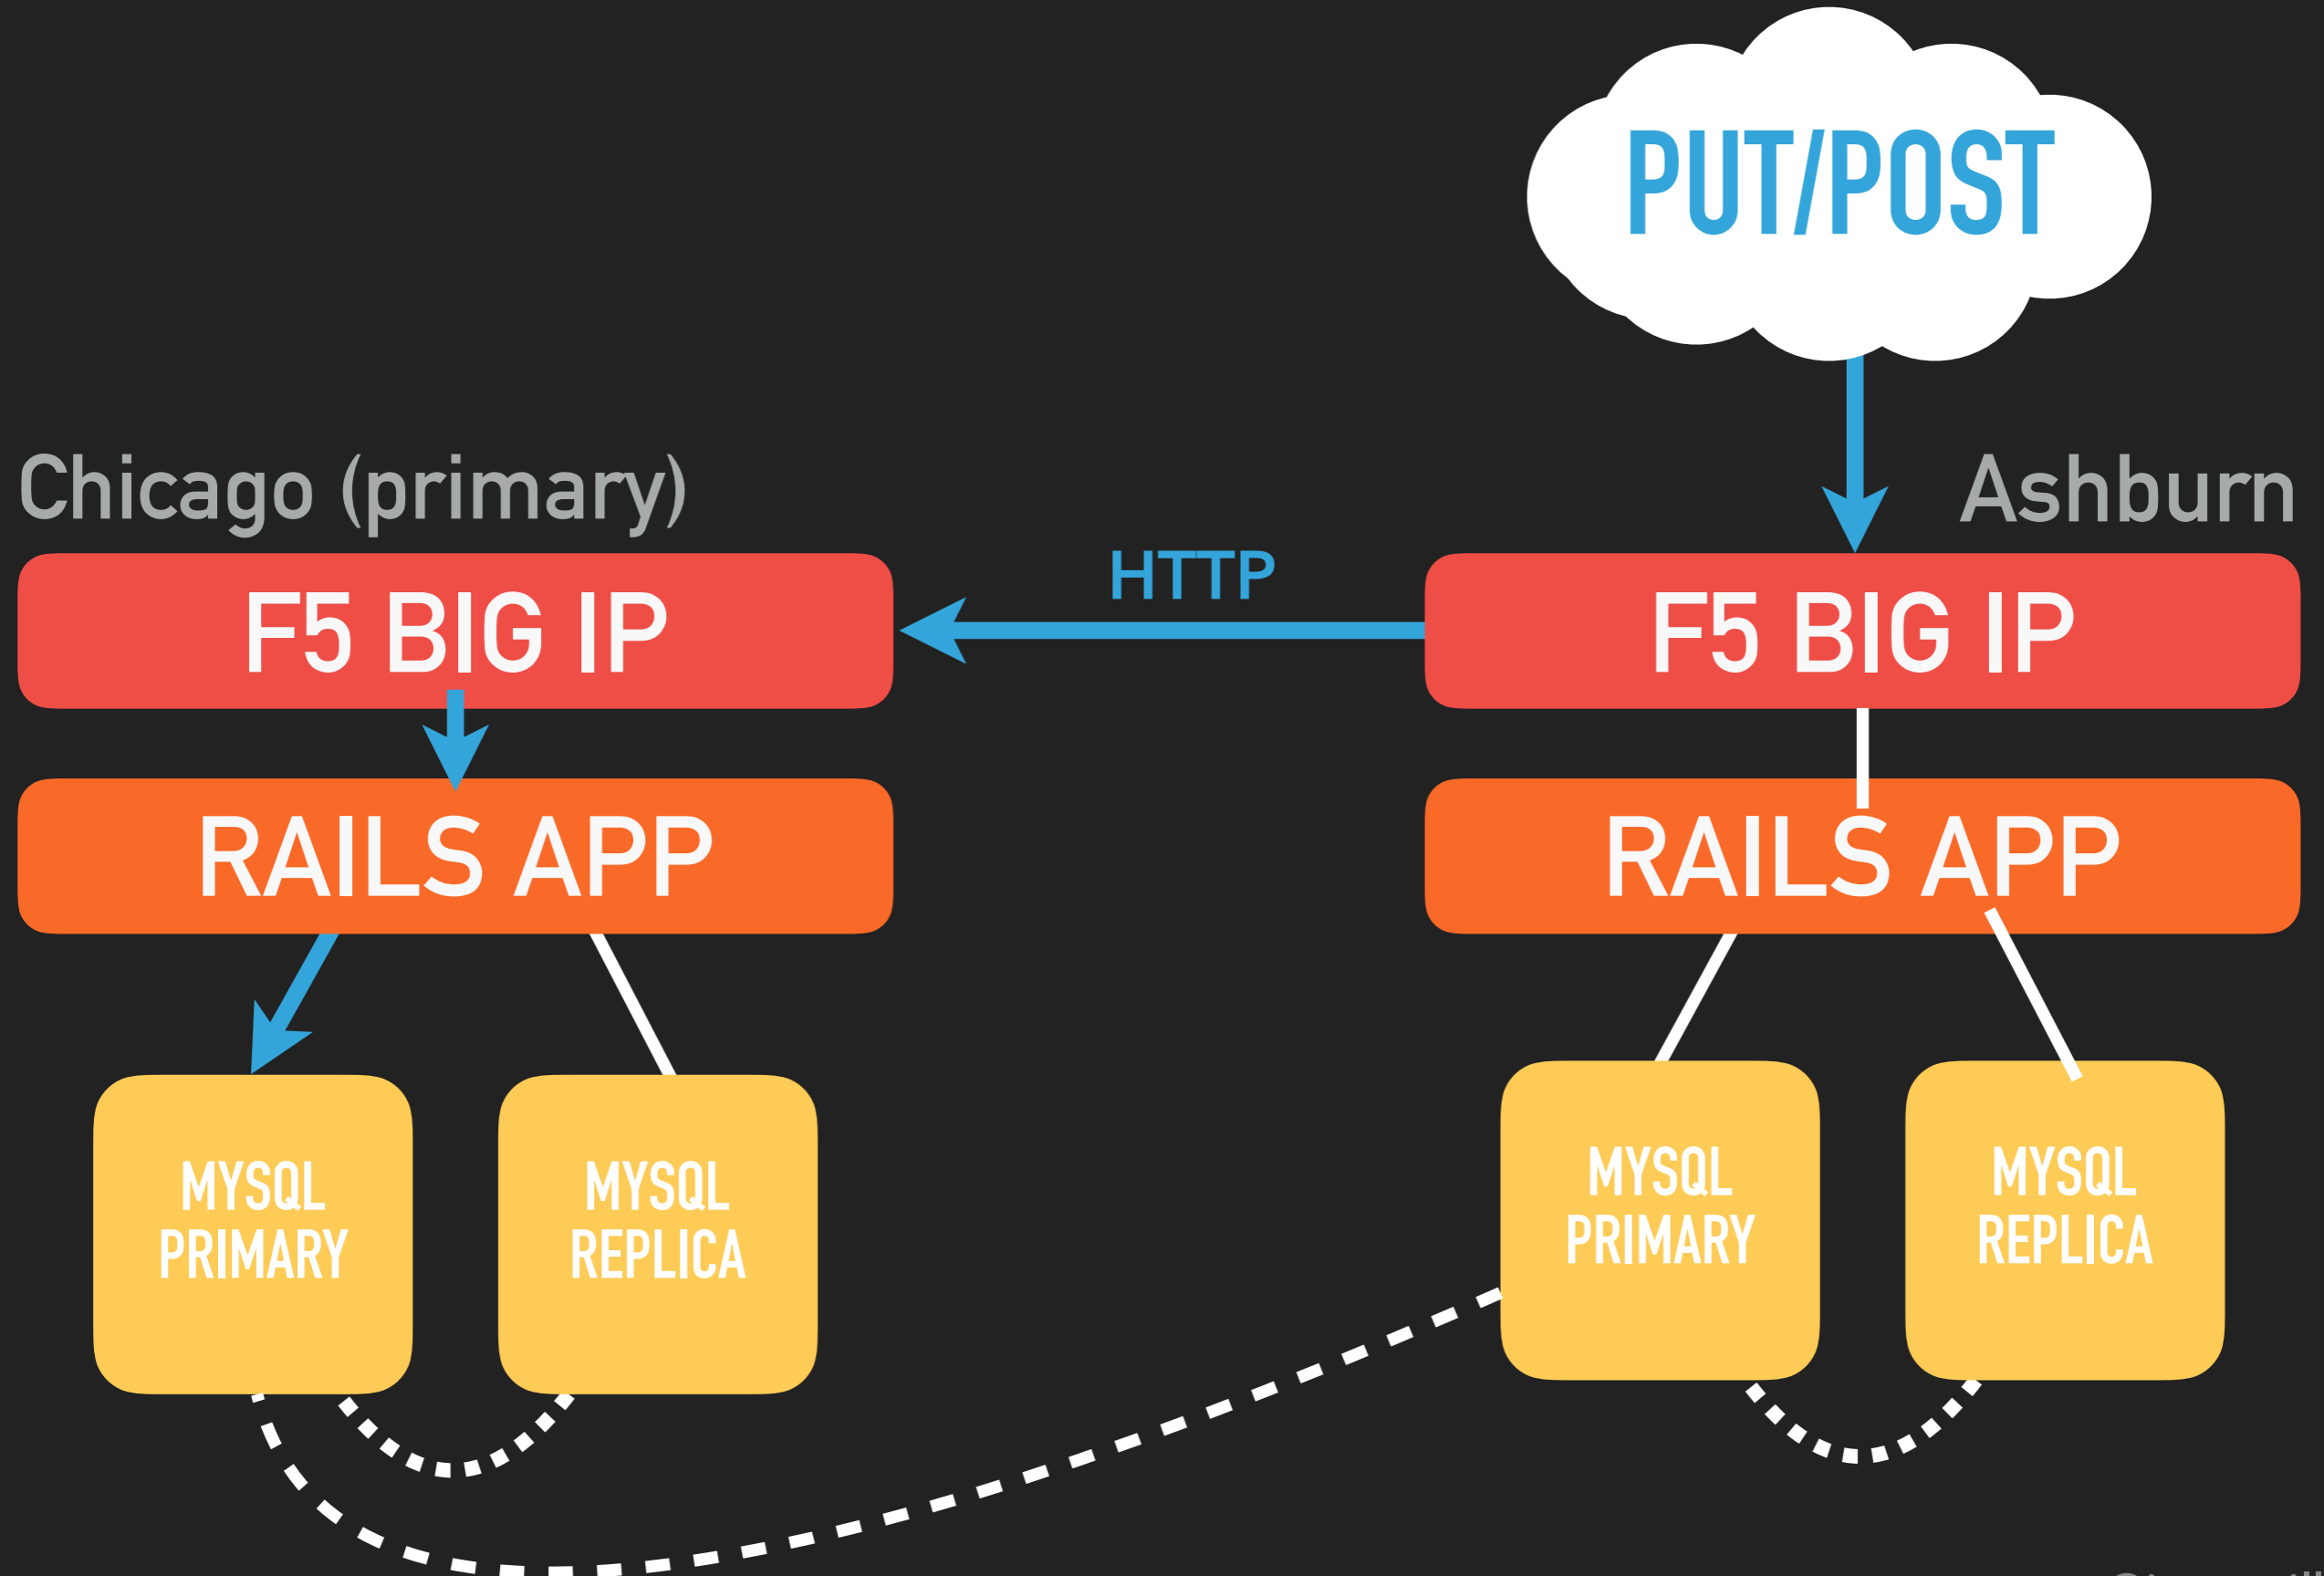 PUT/POST
Chicago (primary)
Ashburn
HTTP
F5 BIG IP
F5 BIG IP
RAILS APP
RAILS APP
MYSQL
PRIMARY
MYSQL
REPLICA
MYSQL
PRIMARY
MYSQL
REPLICA